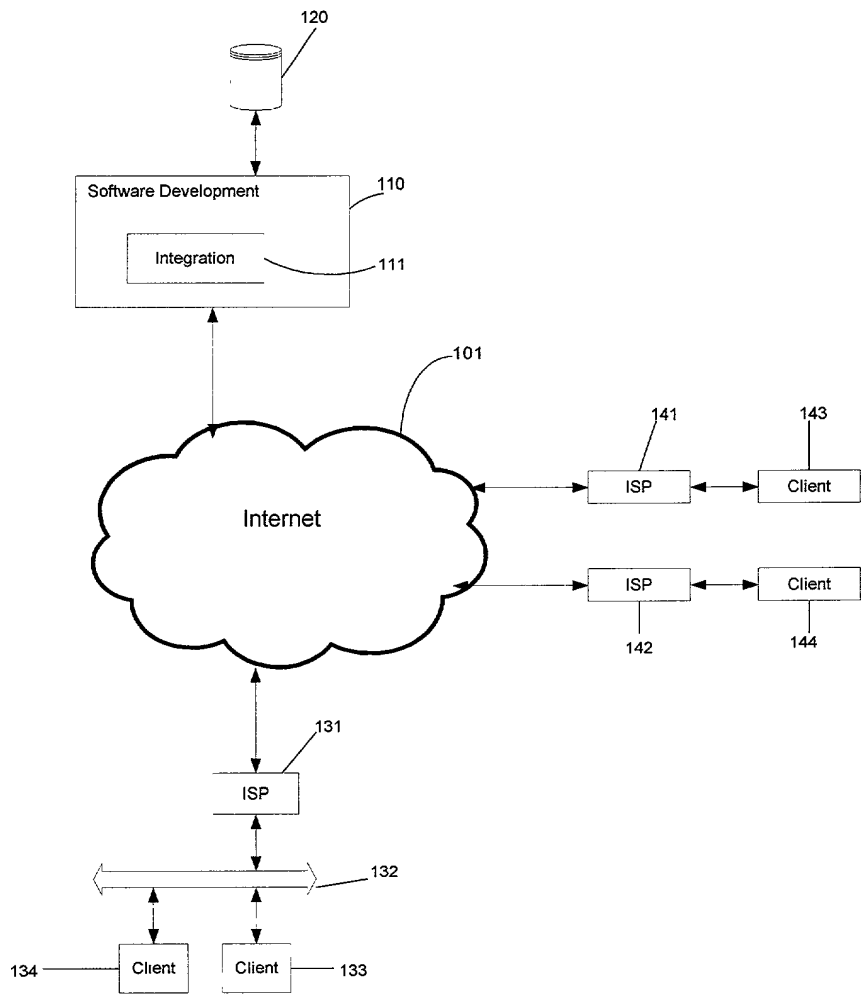 120
Software Development
110
Integration
111
101
141
143
ISP
Client
Internet
ISP
Client
142
144
131
ISP
132
134
Client
Client
133